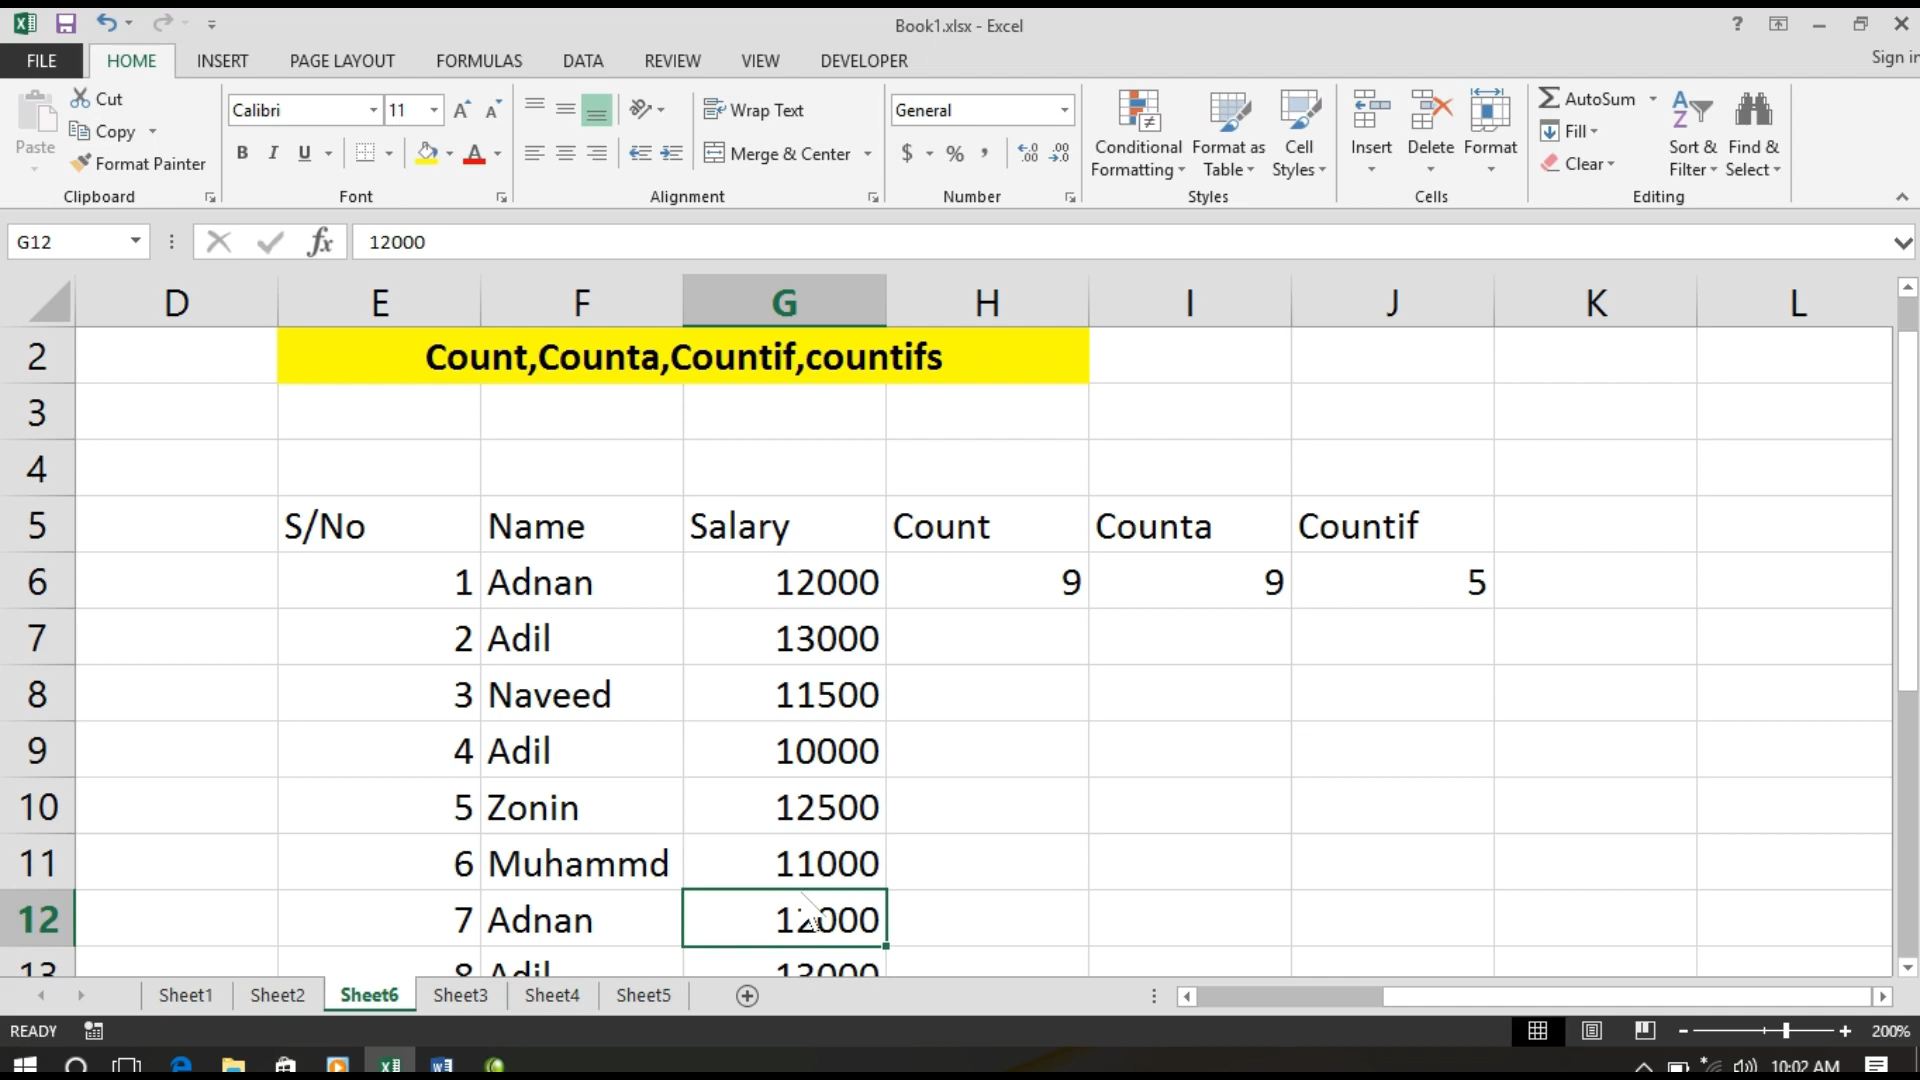 Book1.xlsx - Excel
?
Sign in
FILE HOME INSERT PAGE LAYOUT FORMULAS DATA REVIEW VIEW DEVELOPER
Paste
Cut
Copy
Format Painter
Clipboard
Calibri 11
B I U
Font
Wrap Text
Merge & Center
Alignment
General
$ % ,
Number
Conditional Formatting
Format as Table
Cell Styles
Styles
Insert
Delete
Format
Cells
AutoSum
Fill
Clear
Sort & Filter
Find & Select
Editing
G12 fx 12000
D E F G H I J K L
2 Count,Counta,Countif,countifs
3
4
5 S/No Name Salary Count Counta Countif
6 1 Adnan 12000 9 9 5
7 2 Adil 13000
8 3 Naveed 11500
9 4 Adil 10000
10 5 Zonin 12500
11 6 Muhammd 11000
12 7 Adnan 12000
13 8 Adil 13000
Sheet1 Sheet2 Sheet6 Sheet3 Sheet4 Sheet5
READY 200%
10:02 AM